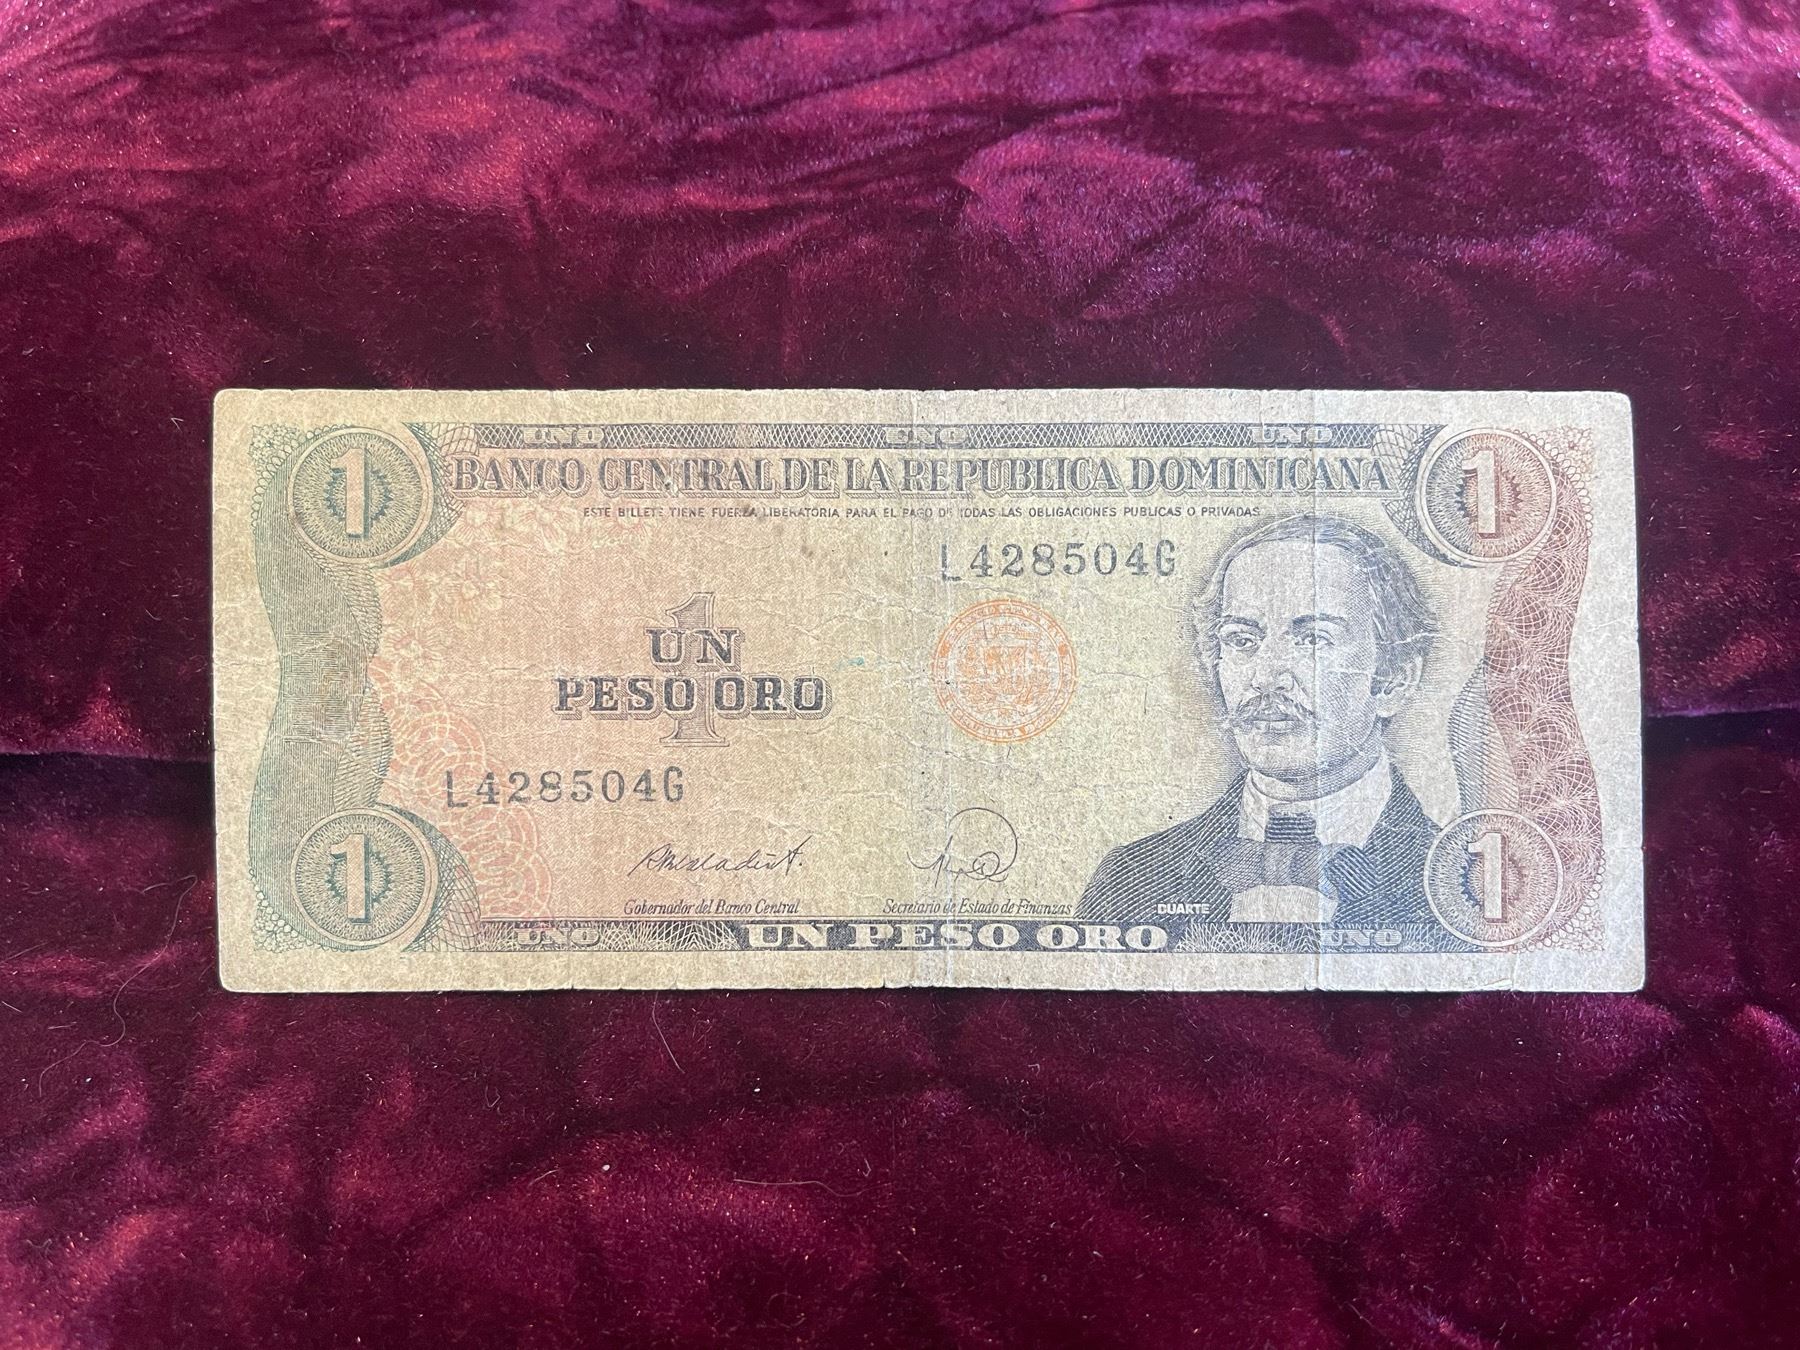 1 UNO UNO UNO 1
BANCO CENTRAL DE LA REPUBLICA DOMINICANA
ESTE BILLETE TIENE FUERZA LIBERATORIA PARA EL PAGO DE TODAS LAS OBLIGACIONES PUBLICAS O PRIVADAS
L428504G
1
UN
PESO ORO
L428504G
Gobernador del Banco Central
Secretario de Estado de Finanzas
DUARTE
1 UNO UN PESO ORO UNO 1